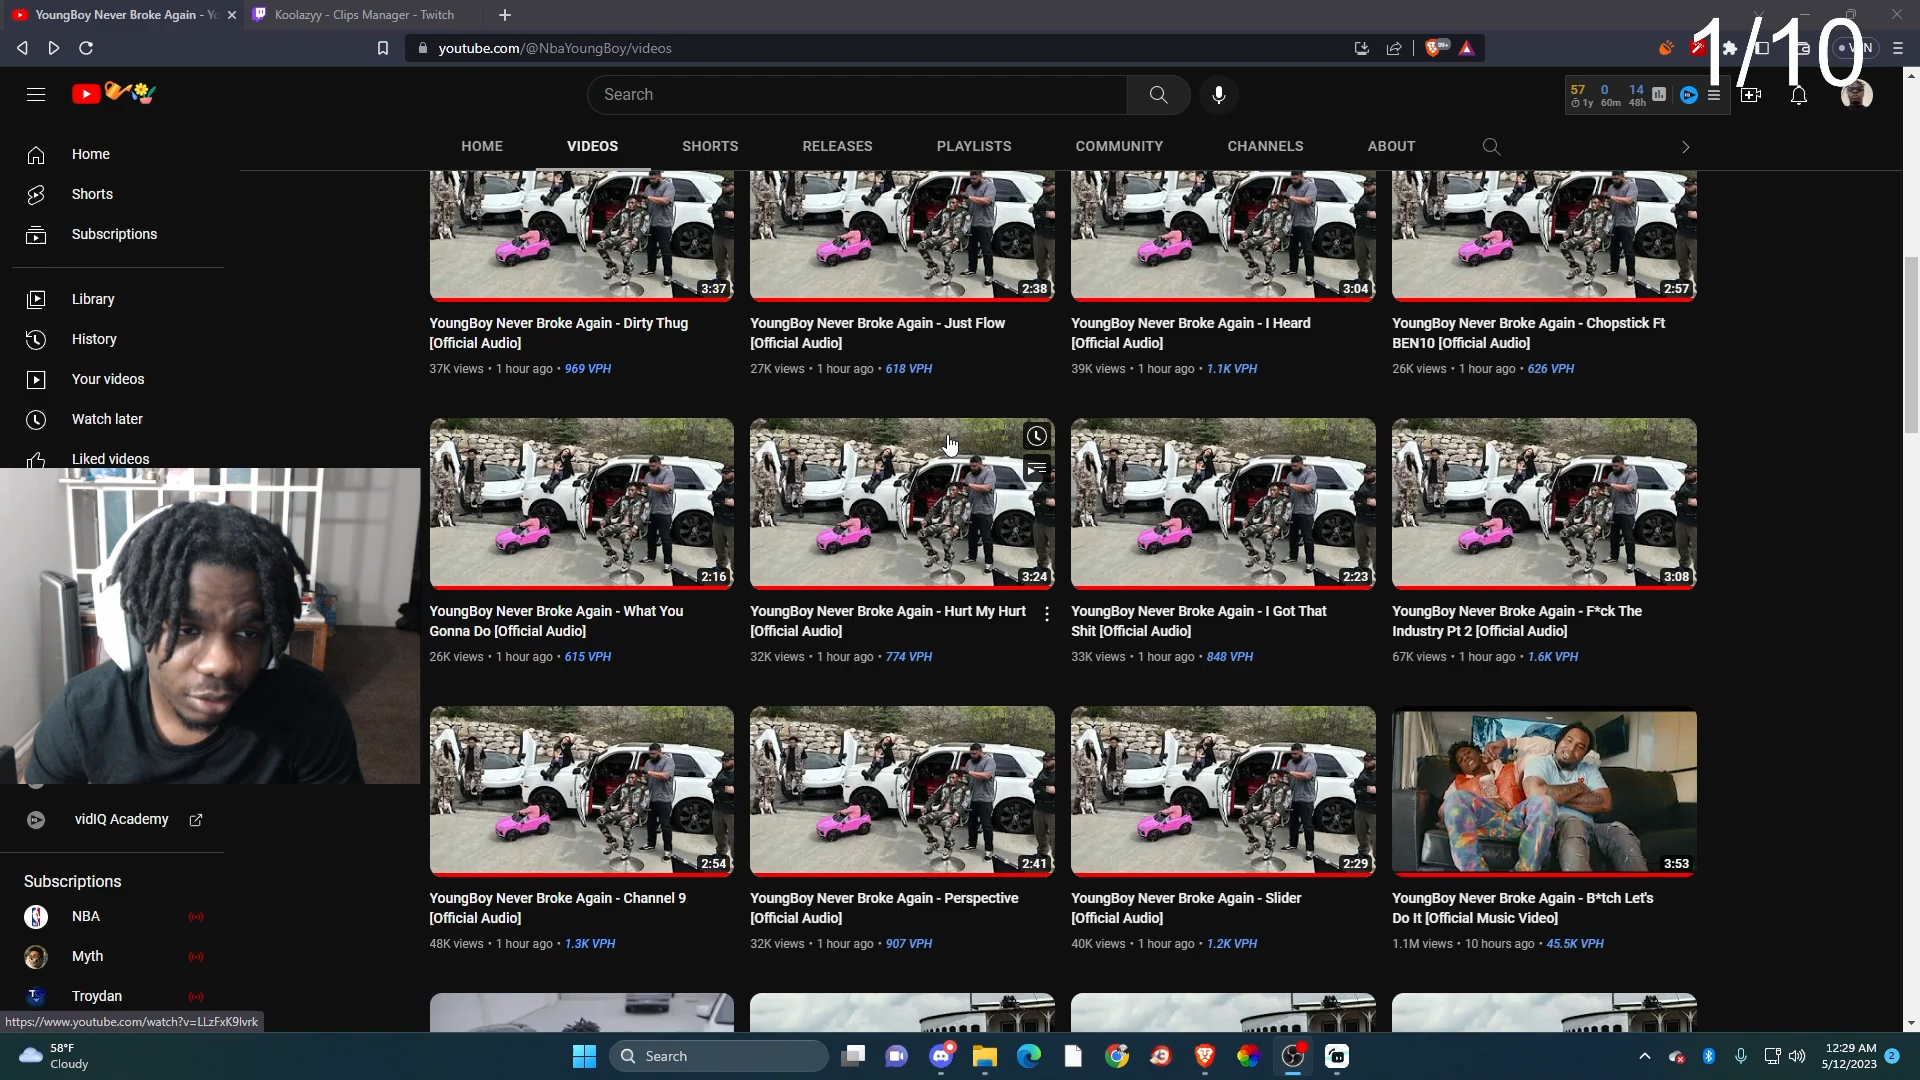 YoungBoy Never Broke Again - Yo
Koolazyy - Clips Manager - Twitch
1/10
youtube.com/@NbaYoungBoy/videos
99+
VPN
Search
57 0 14
1y 60m 48h
Home
Shorts
Subscriptions
Library
History
Your videos
Watch later
Liked videos
vidIQ Academy
Subscriptions
NBA
Myth
Troydan
HOME VIDEOS SHORTS RELEASES PLAYLISTS COMMUNITY CHANNELS ABOUT
3:37
YoungBoy Never Broke Again - Dirty Thug
[Official Audio]
37K views • 1 hour ago • 969 VPH
2:38
YoungBoy Never Broke Again - Just Flow
[Official Audio]
27K views • 1 hour ago • 618 VPH
3:04
YoungBoy Never Broke Again - I Heard
[Official Audio]
39K views • 1 hour ago • 1.1K VPH
2:57
YoungBoy Never Broke Again - Chopstick Ft
BEN10 [Official Audio]
26K views • 1 hour ago • 626 VPH
2:16
YoungBoy Never Broke Again - What You
Gonna Do [Official Audio]
26K views • 1 hour ago • 615 VPH
3:24
YoungBoy Never Broke Again - Hurt My Hurt
[Official Audio]
32K views • 1 hour ago • 774 VPH
2:23
YoungBoy Never Broke Again - I Got That
Shit [Official Audio]
33K views • 1 hour ago • 848 VPH
3:08
YoungBoy Never Broke Again - F*ck The
Industry Pt 2 [Official Audio]
67K views • 1 hour ago • 1.6K VPH
2:54
YoungBoy Never Broke Again - Channel 9
[Official Audio]
48K views • 1 hour ago • 1.3K VPH
2:41
YoungBoy Never Broke Again - Perspective
[Official Audio]
32K views • 1 hour ago • 907 VPH
2:29
YoungBoy Never Broke Again - Slider
[Official Audio]
40K views • 1 hour ago • 1.2K VPH
3:53
YoungBoy Never Broke Again - B*tch Let's
Do It [Official Music Video]
1.1M views • 10 hours ago • 45.5K VPH
https://www.youtube.com/watch?v=LLzFxK9lvrk
58°F
Cloudy
Search
12:29 AM
5/12/2023
2